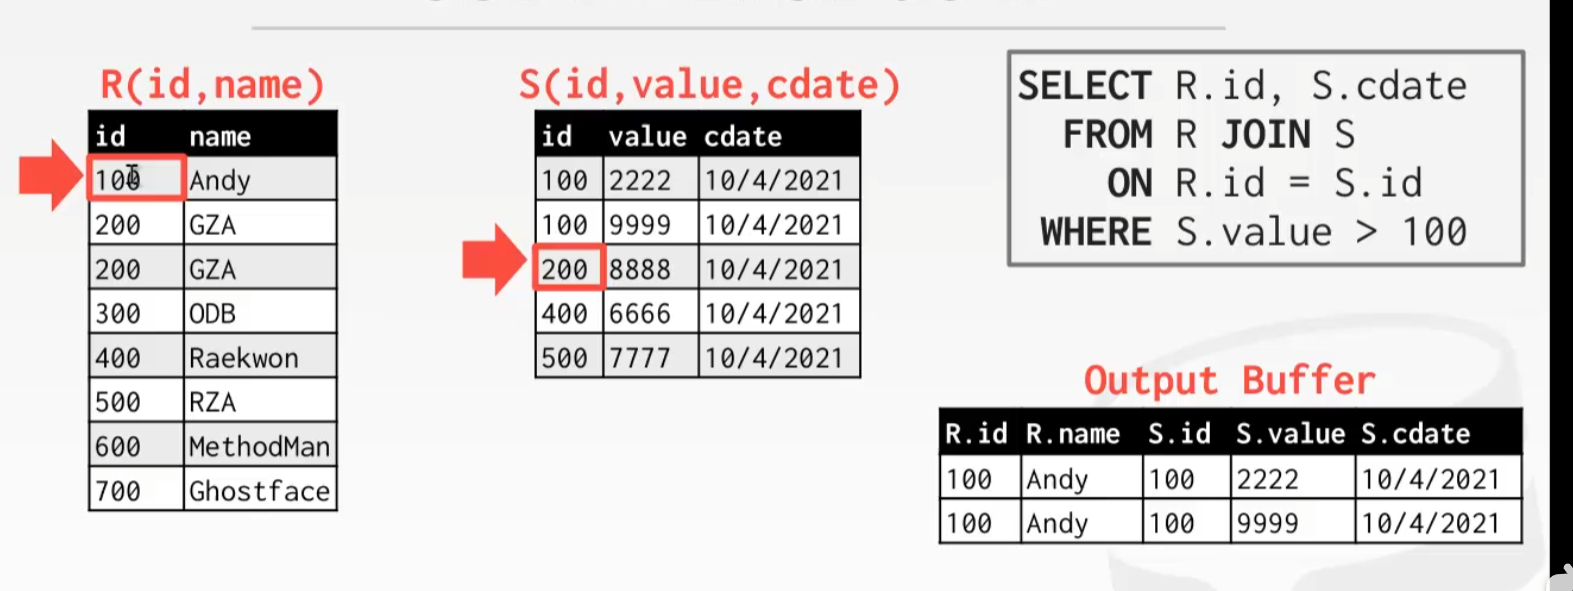 R(id,name)
id name
100 Andy
200 GZA
200 GZA
300 ODB
400 Raekwon
500 RZA
600 MethodMan
700 Ghostface
S(id,value,cdate)
id value cdate
100 2222 10/4/2021
100 9999 10/4/2021
200 8888 10/4/2021
400 6666 10/4/2021
500 7777 10/4/2021
SELECT R.id, S.cdate
FROM R JOIN S
ON R.id = S.id
WHERE S.value > 100
Output Buffer
R.id R.name S.id S.value S.cdate
100 Andy 100 2222 10/4/2021
100 Andy 100 9999 10/4/2021